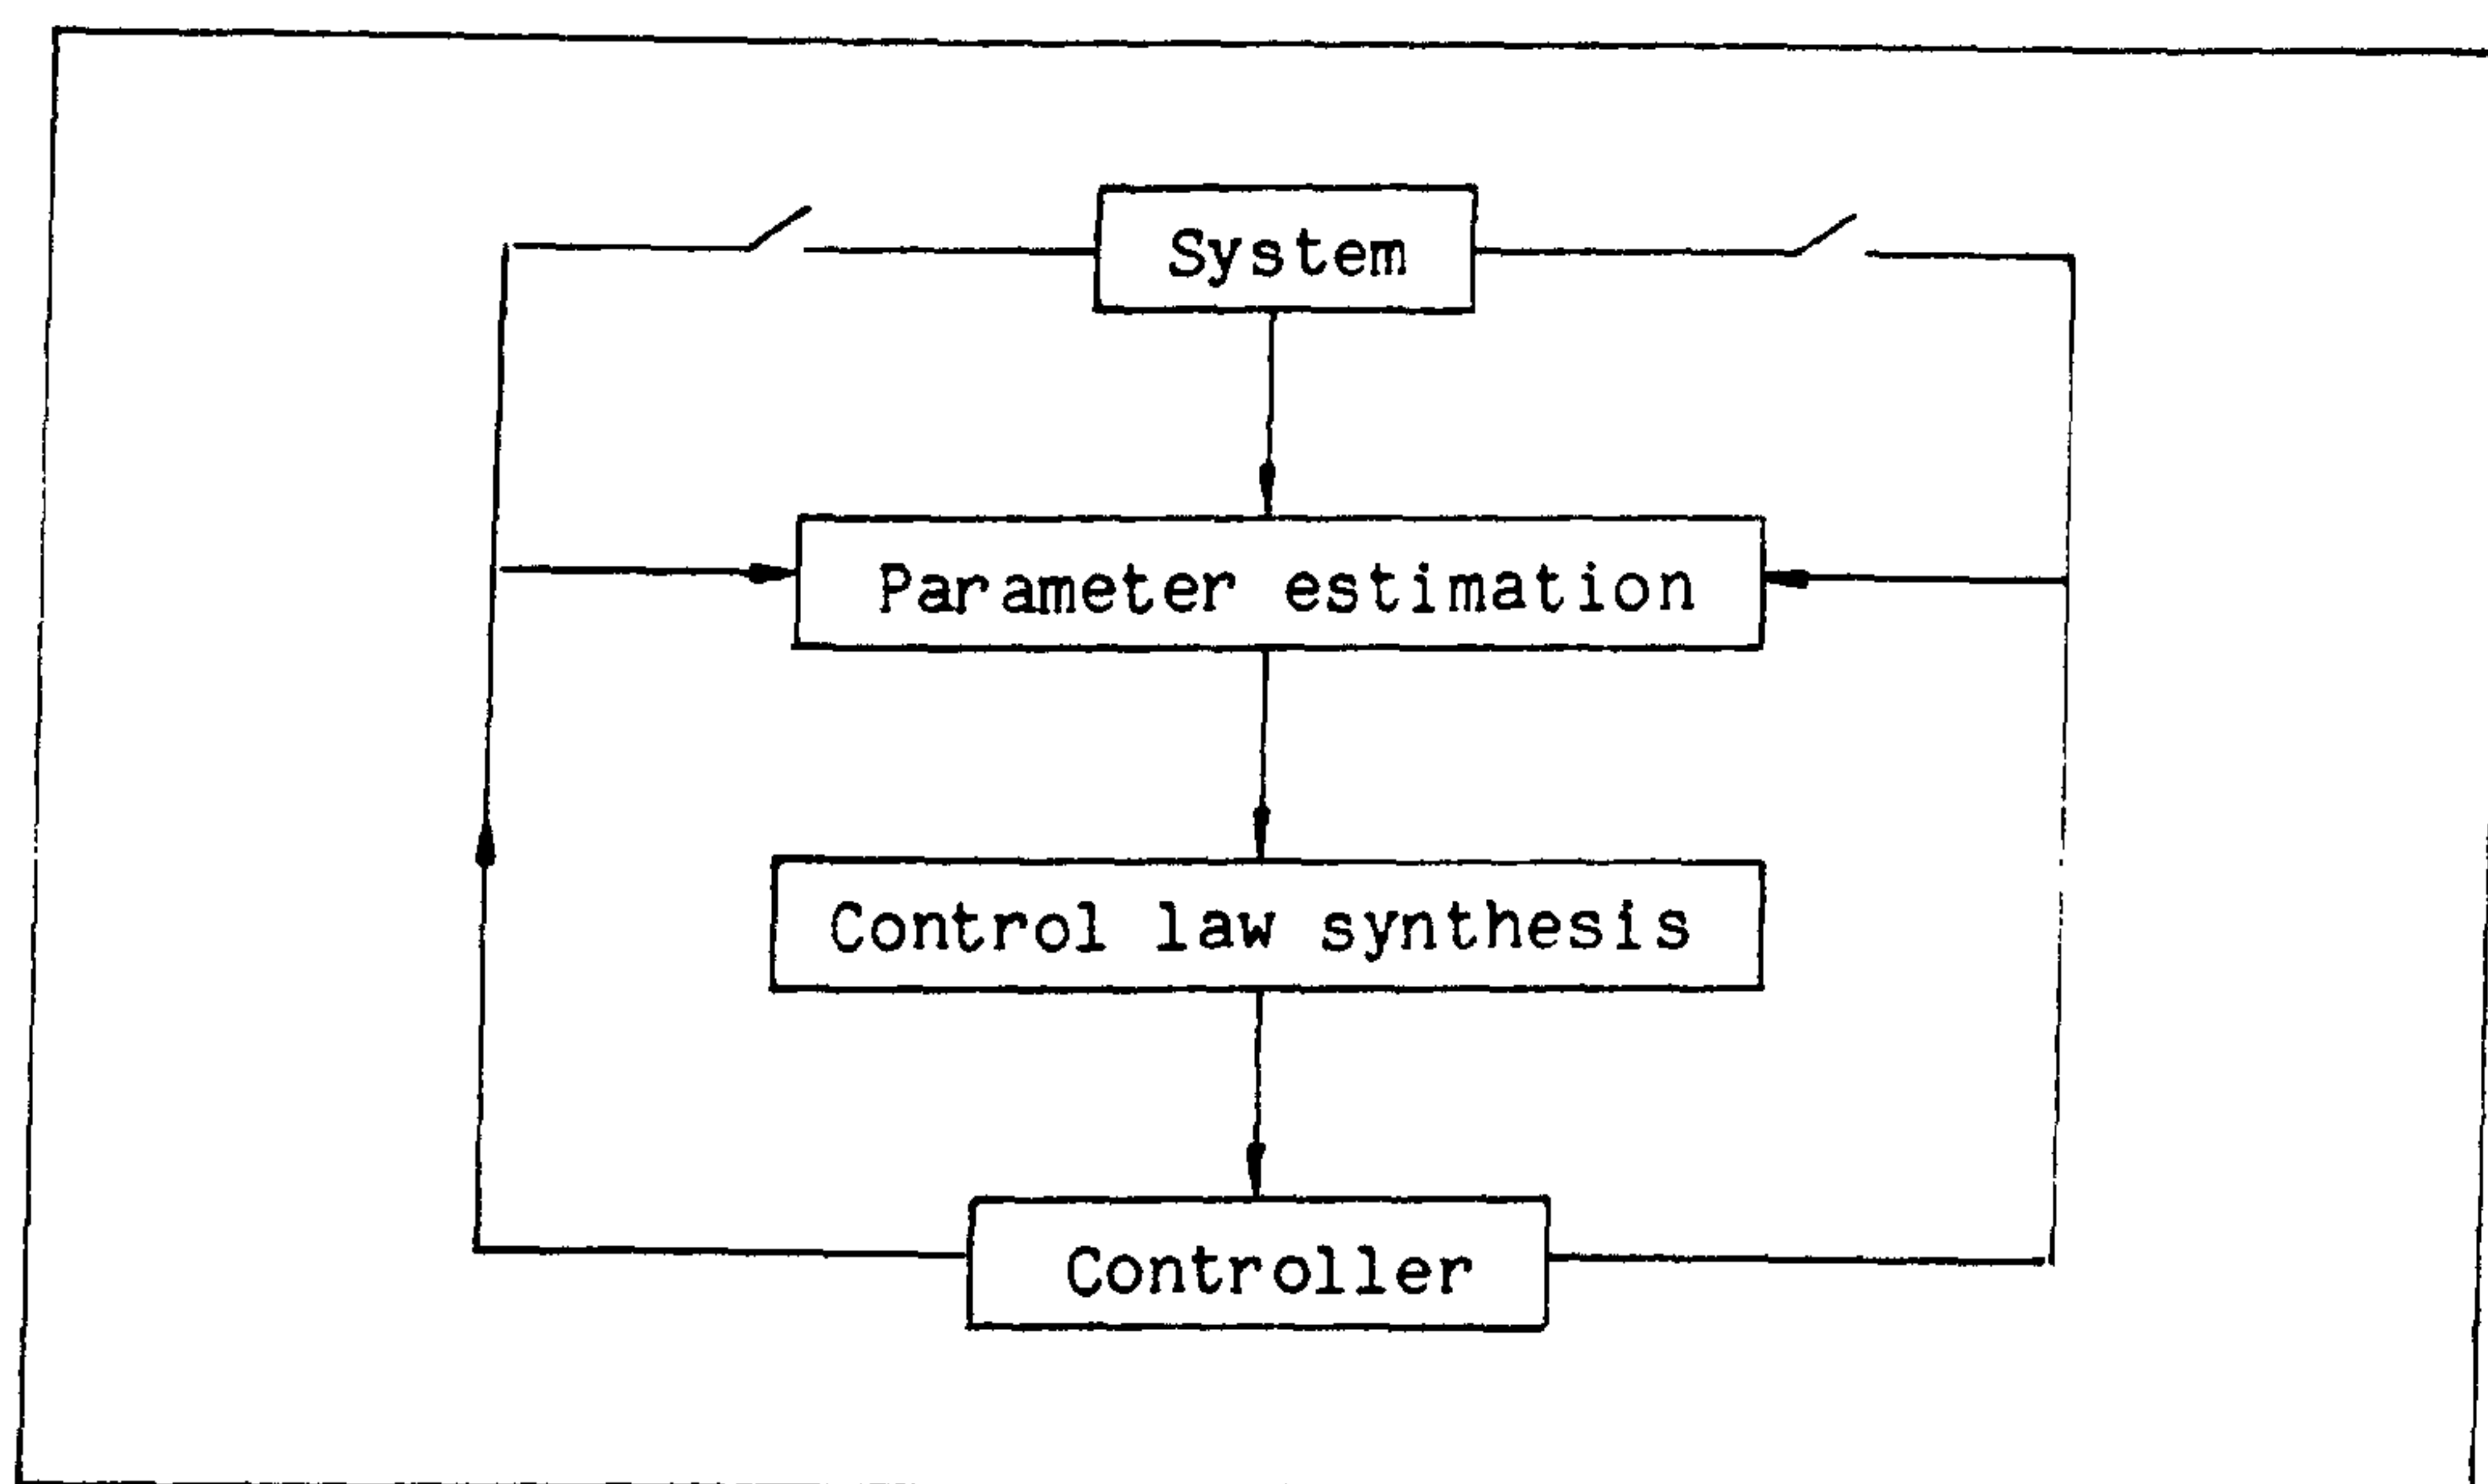 System
Parameter estimation
Control law synthesis
Controller